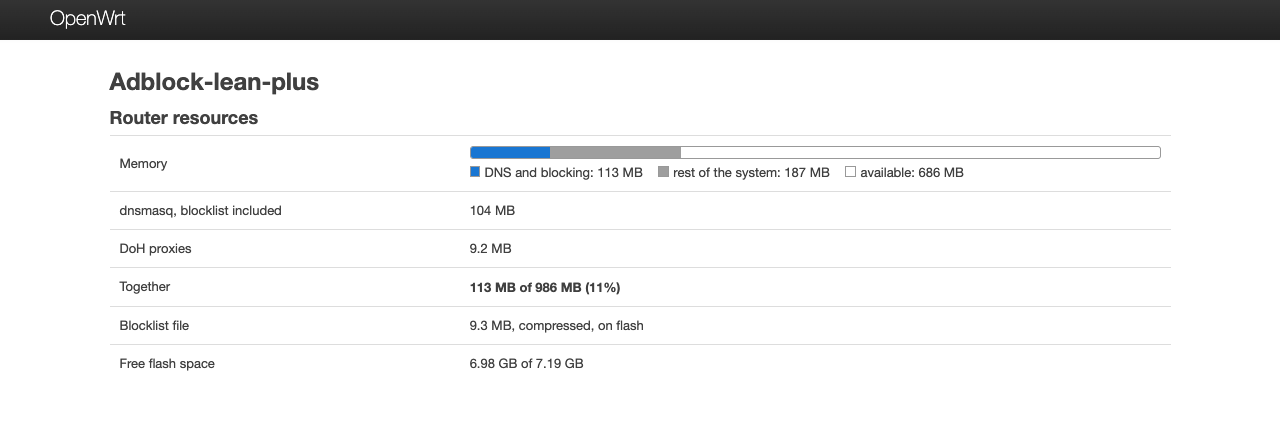 OpenWrt
Adblock-lean-plus
Router resources
Memory
DNS and blocking: 113 MB rest of the system: 187 MB available: 686 MB
dnsmasq, blocklist included 104 MB
DoH proxies 9.2 MB
Together 113 MB of 986 MB (11%)
Blocklist file 9.3 MB, compressed, on flash
Free flash space 6.98 GB of 7.19 GB